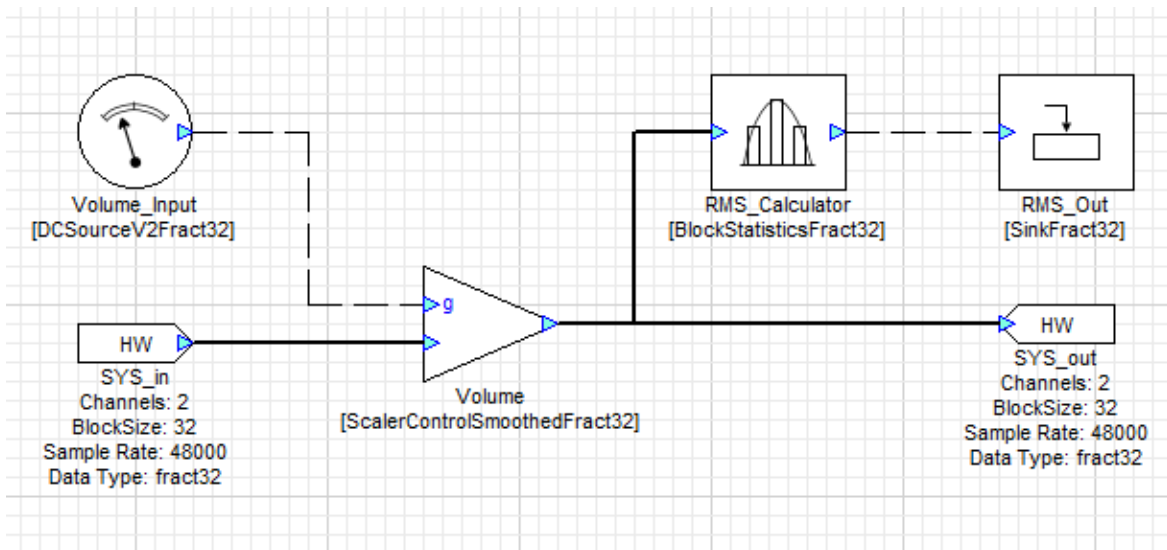 Volume_Input
[DCSourceV2Fract32]
RMS_Calculator
[BlockStatisticsFract32]
RMS_Out
[SinkFract32]
g
HW
SYS_in
Channels: 2
BlockSize: 32
Sample Rate: 48000
Data Type: fract32
Volume
[ScalerControlSmoothedFract32]
HW
SYS_out
Channels: 2
BlockSize: 32
Sample Rate: 48000
Data Type: fract32